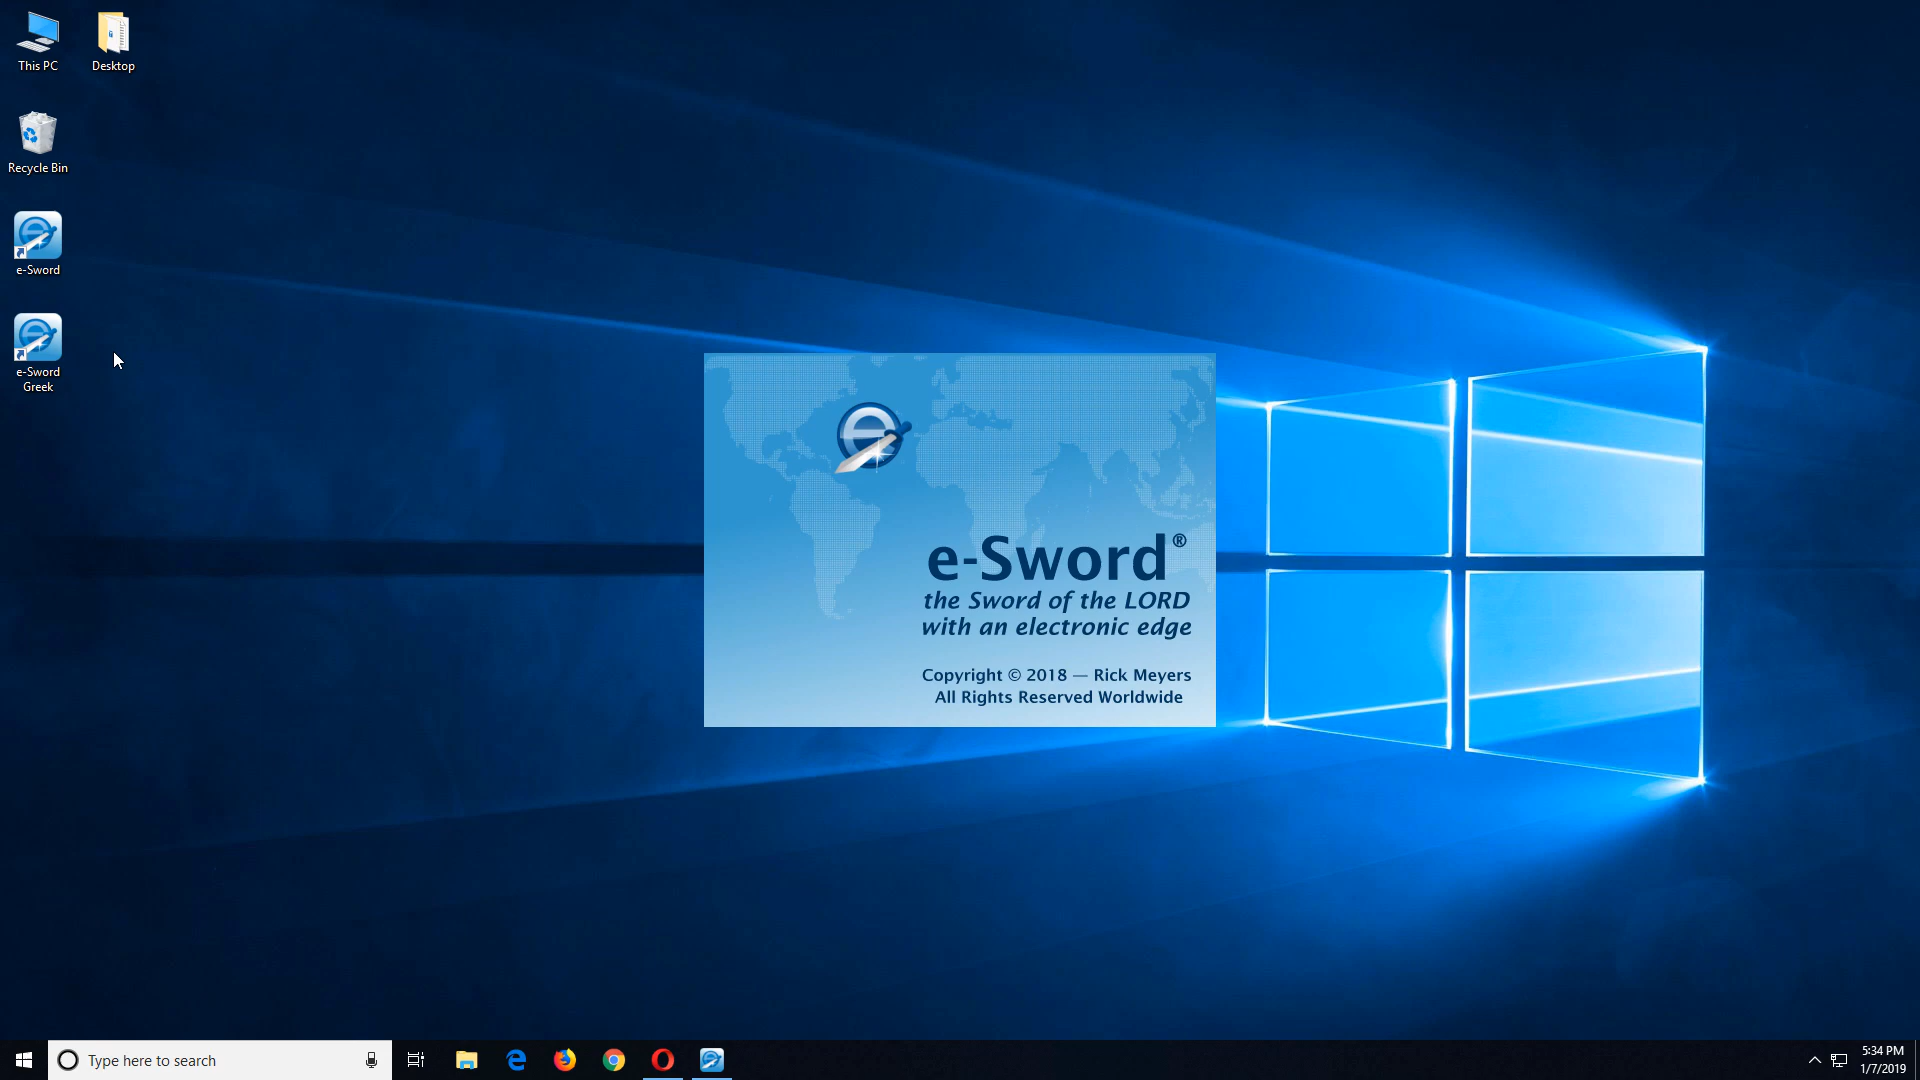 This PC
Desktop
Recycle Bin
e-Sword
e-Sword
Greek
e-Sword®
the Sword of the LORD
with an electronic edge
Copyright © 2018 — Rick Meyers
All Rights Reserved Worldwide
Type here to search
5:34 PM
1/7/2019